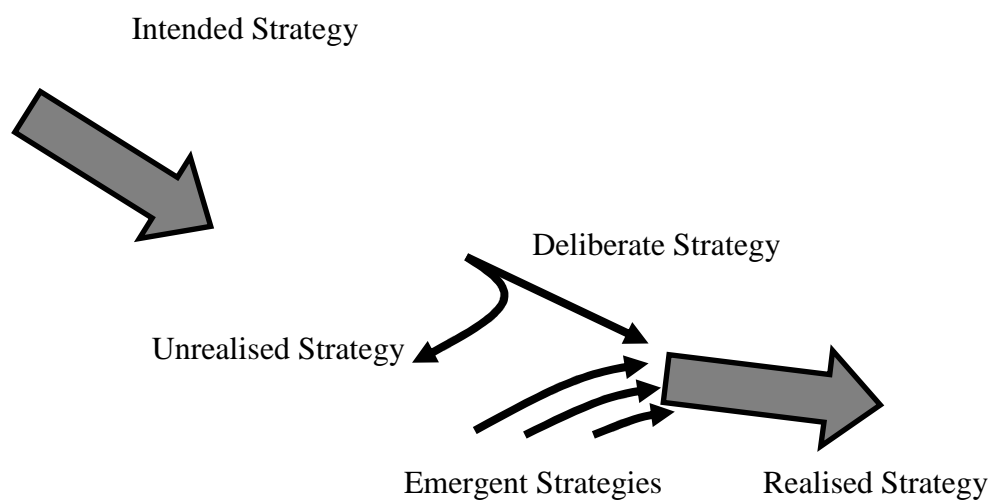 Intended Strategy
Deliberate Strategy
Unrealised Strategy
Emergent Strategies
Realised Strategy